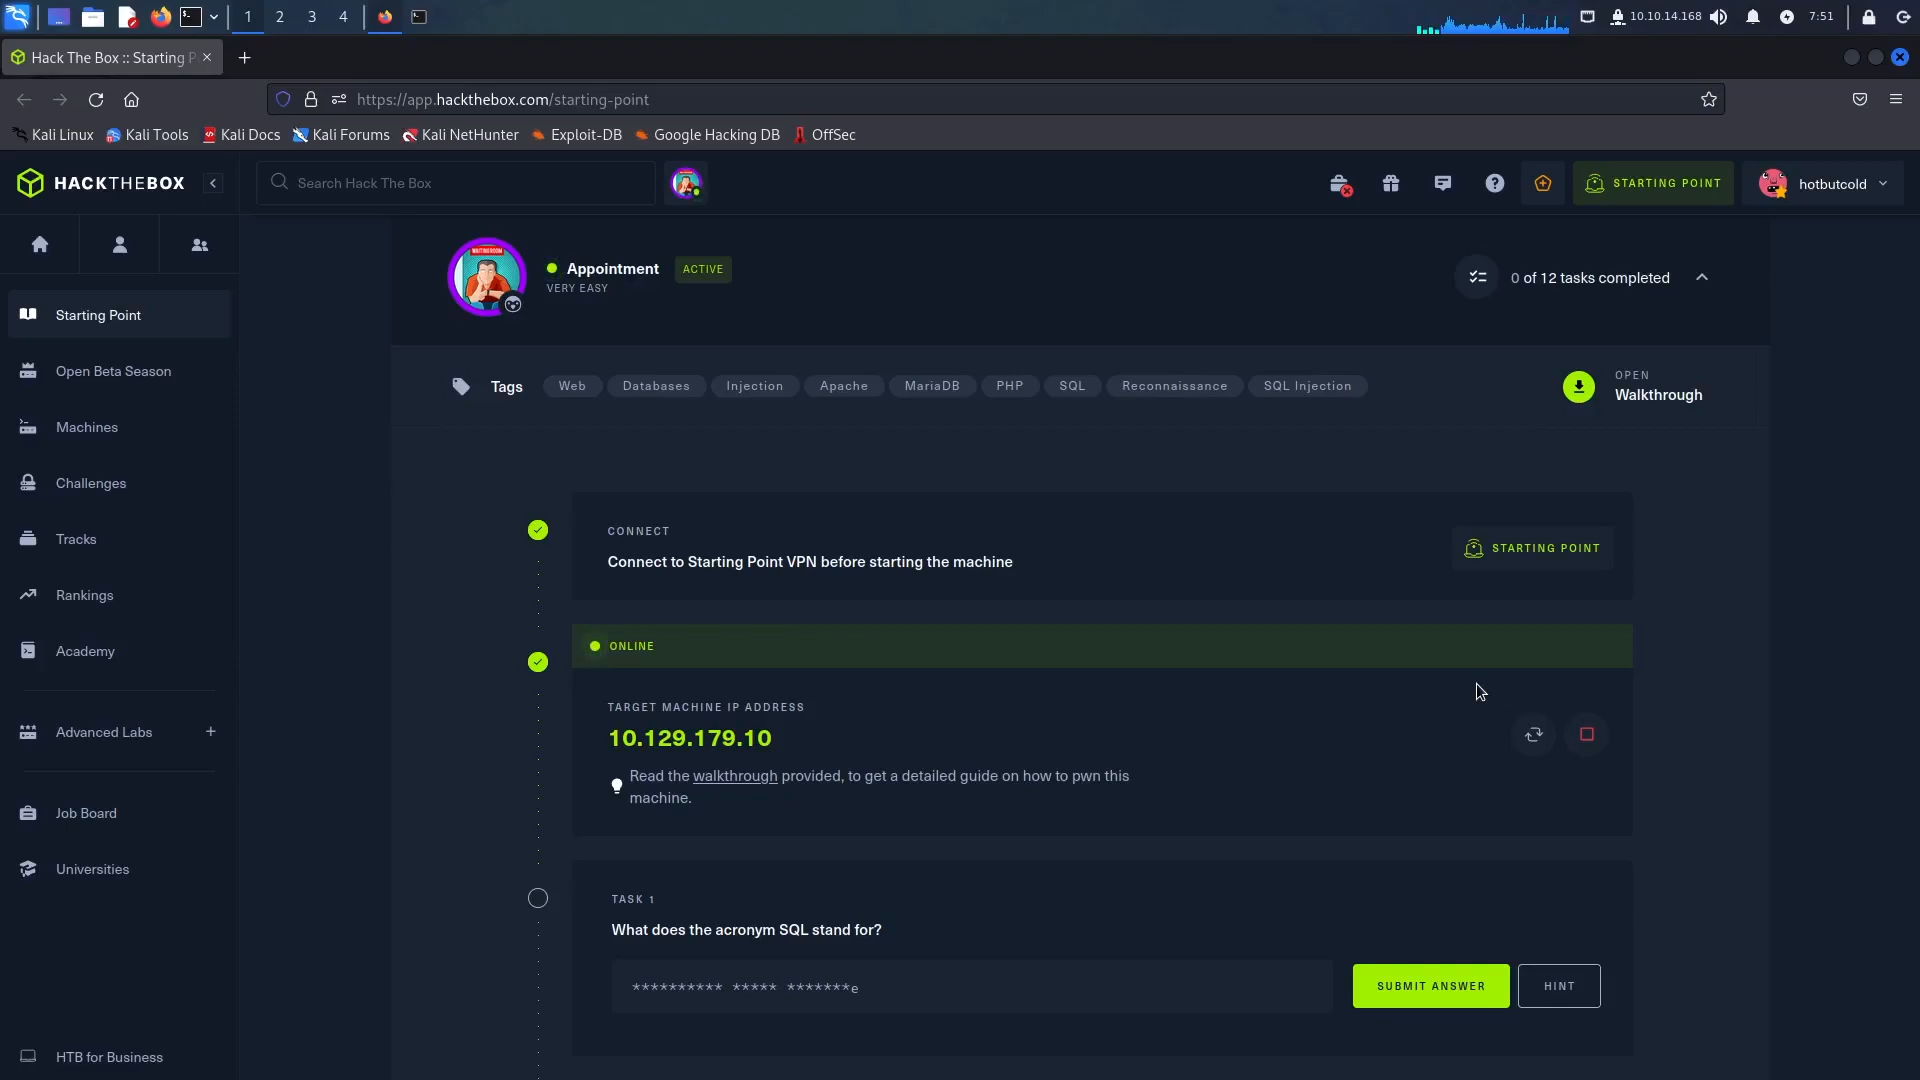 1 2 3 4 10.10.14.168 7:51
Hack The Box :: Starting P
https://app.hackthebox.com/starting-point
Kali Linux Kali Tools Kali Docs Kali Forums Kali NetHunter Exploit-DB Google Hacking DB OffSec
HACKTHEBOX Search Hack The Box STARTING POINT hotbutcold
WAITING ROOM
Appointment ACTIVE
VERY EASY
0 of 12 tasks completed
Starting Point
Open Beta Season
Machines
Challenges
Tracks
Rankings
Academy
Advanced Labs +
Job Board
Universities
HTB for Business
Tags Web Databases Injection Apache MariaDB PHP SQL Reconnaissance SQL Injection
OPEN
Walkthrough
CONNECT
Connect to Starting Point VPN before starting the machine
STARTING POINT
ONLINE
TARGET MACHINE IP ADDRESS
10.129.179.10
Read the walkthrough provided, to get a detailed guide on how to pwn this
machine.
TASK 1
What does the acronym SQL stand for?
********** ***** *******e
SUBMIT ANSWER HINT